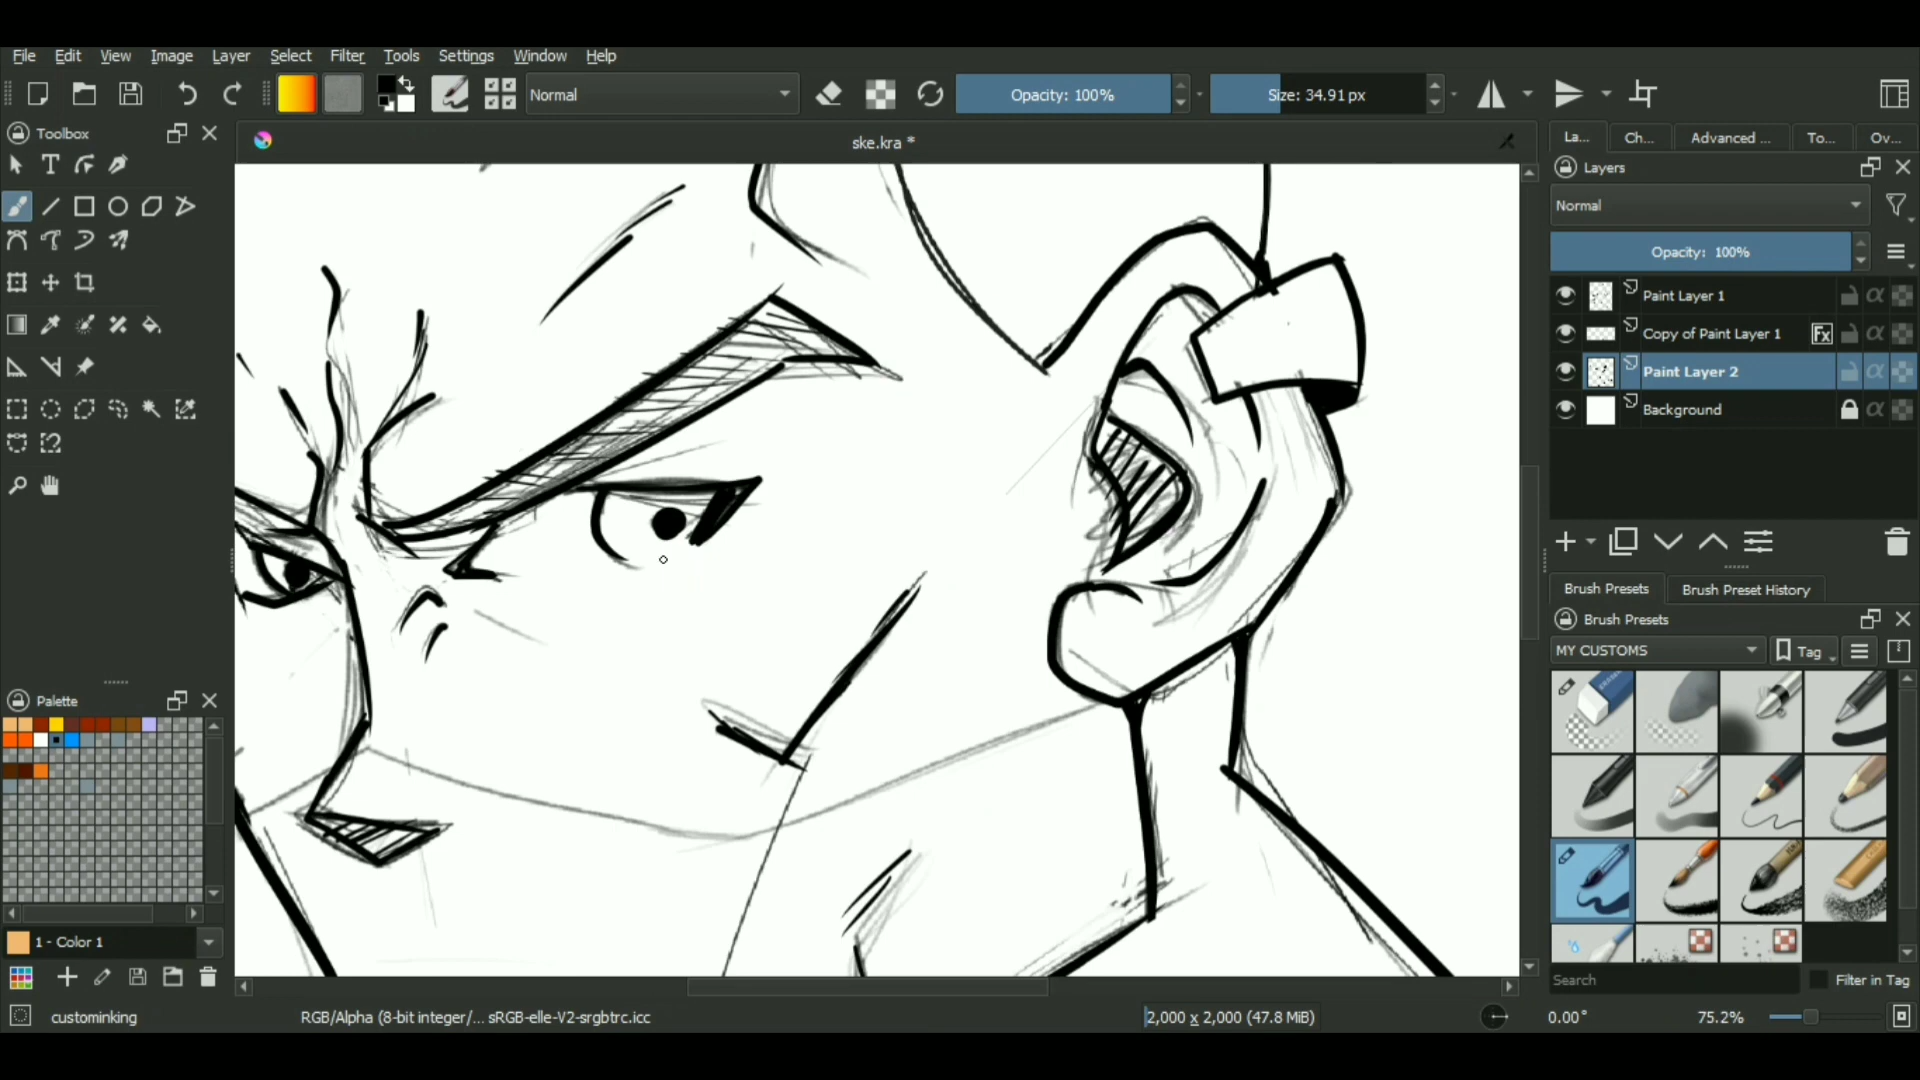 File Edit View Image Layer Select Filter Tools Settings Window Help
Normal
Opacity: 100%
Size: 34.91 px
Toolbox
ske.kra *
La... Ch... Advanced ... To... Ov...
Layers
Normal
Opacity: 100%
Paint Layer 1
Copy of Paint Layer 1 Fx
Paint Layer 2
Background
Brush Presets Brush Preset History
Brush Presets
MY CUSTOMS Tag
Palette
1 - Color 1
Search Filter in Tag
custominking RGB/Alpha (8-bit integer/... sRGB-elle-V2-srgbtrc.icc 2,000 x 2,000 (47.8 MiB) 0.00° 75.2%